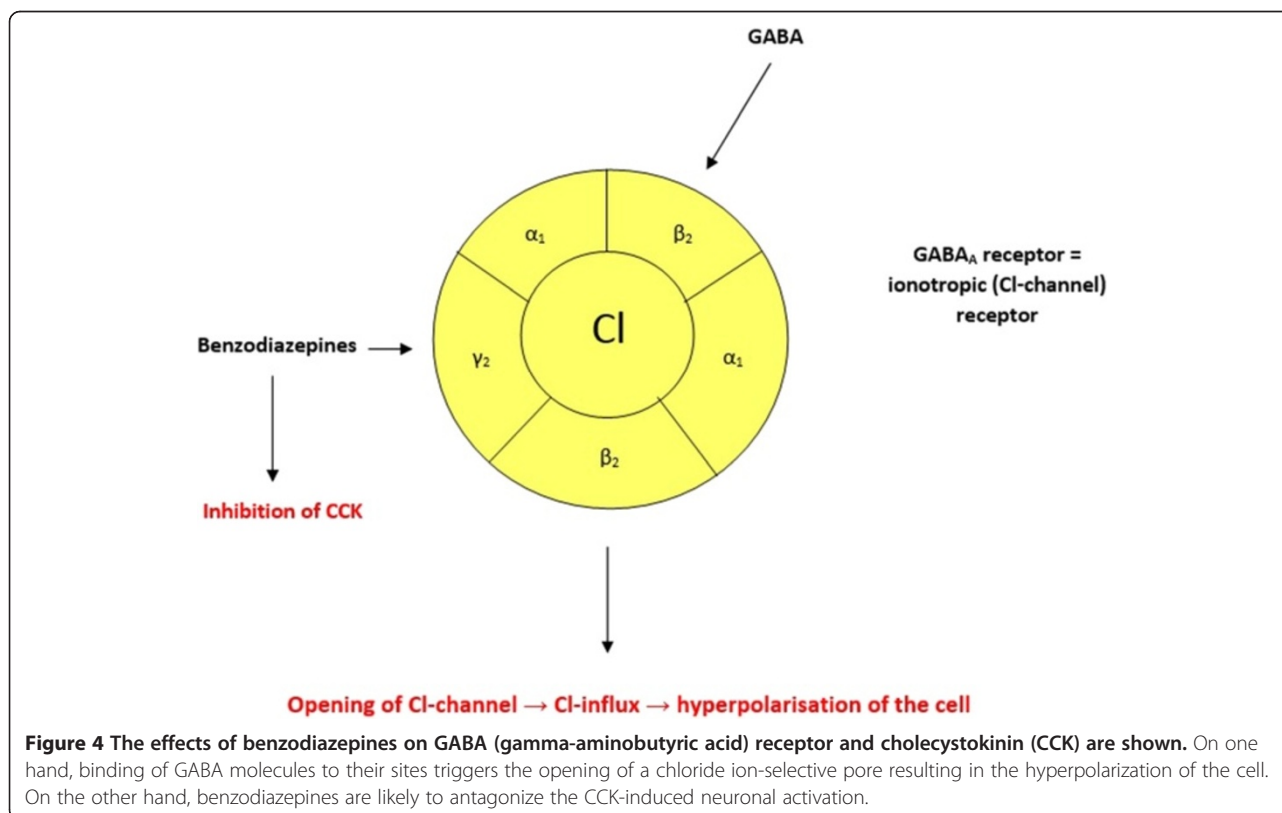 GABA
α₁
β₂
GABAA receptor =
ionotropic (Cl-channel)
receptor
Cl
Benzodiazepines
γ₂
α₁
β₂
Inhibition of CCK
Opening of Cl-channel → Cl-influx → hyperpolarisation of the cell
Figure 4 The effects of benzodiazepines on GABA (gamma-aminobutyric acid) receptor and cholecystokinin (CCK) are shown. On one
hand, binding of GABA molecules to their sites triggers the opening of a chloride ion-selective pore resulting in the hyperpolarization of the cell.
On the other hand, benzodiazepines are likely to antagonize the CCK-induced neuronal activation.